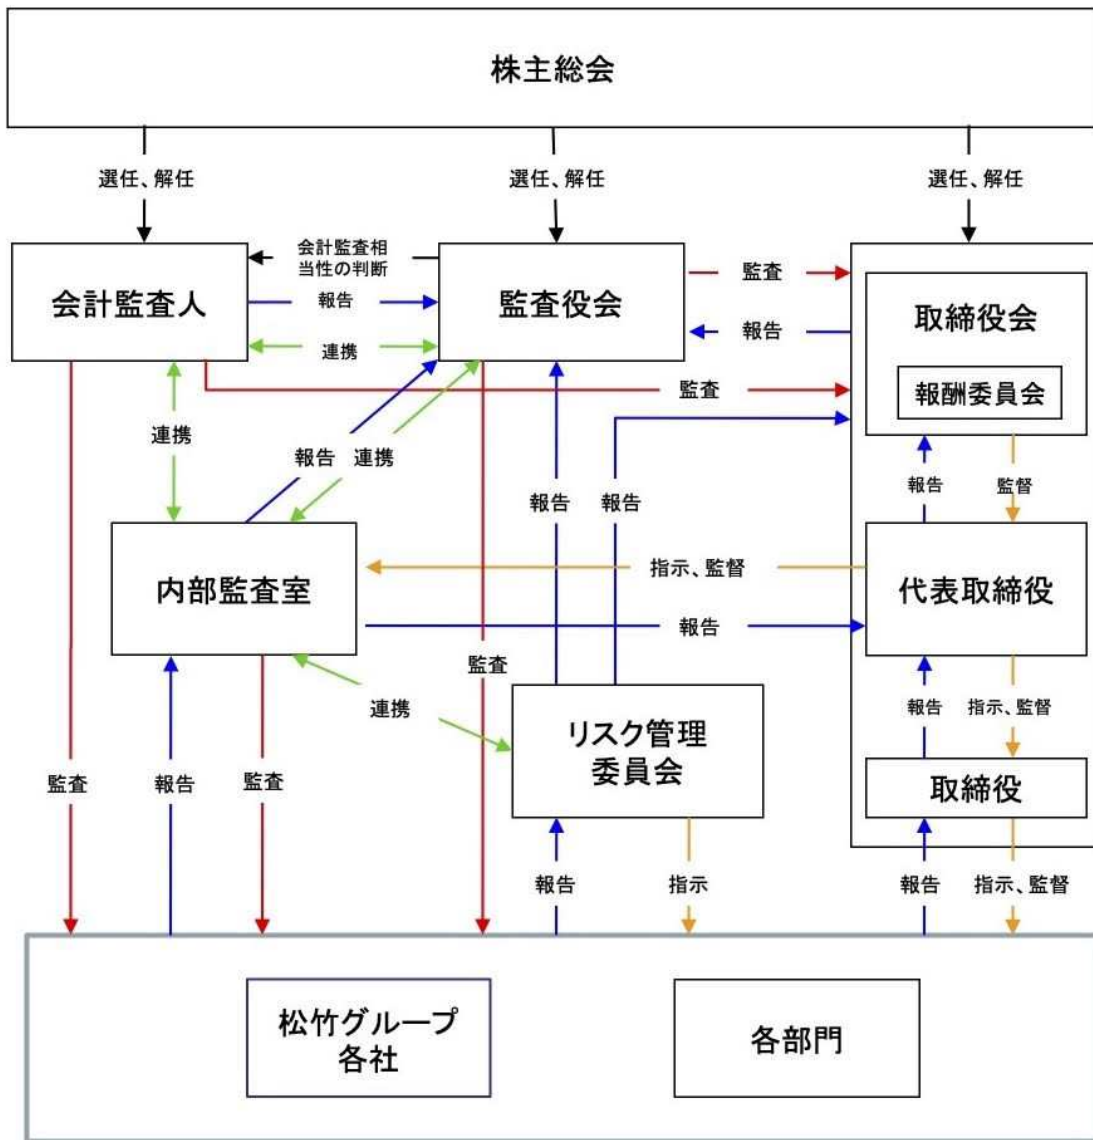 株主総会
選任、解任
選任、解任
選任、解任
会計監査人
会計監査相
当性の判断
報告
連携
監査役会
監査
報告
取締役会
報酬委員会
監査
連携
報告
連携
報告
報告
報告
監督
内部監査室
指示、監督
報告
代表取締役
監査
連携
リスク管理
委員会
報告
指示、監督
取締役
監査
報告
監査
報告
指示
報告
指示、監督
松竹グループ
各社
各部門